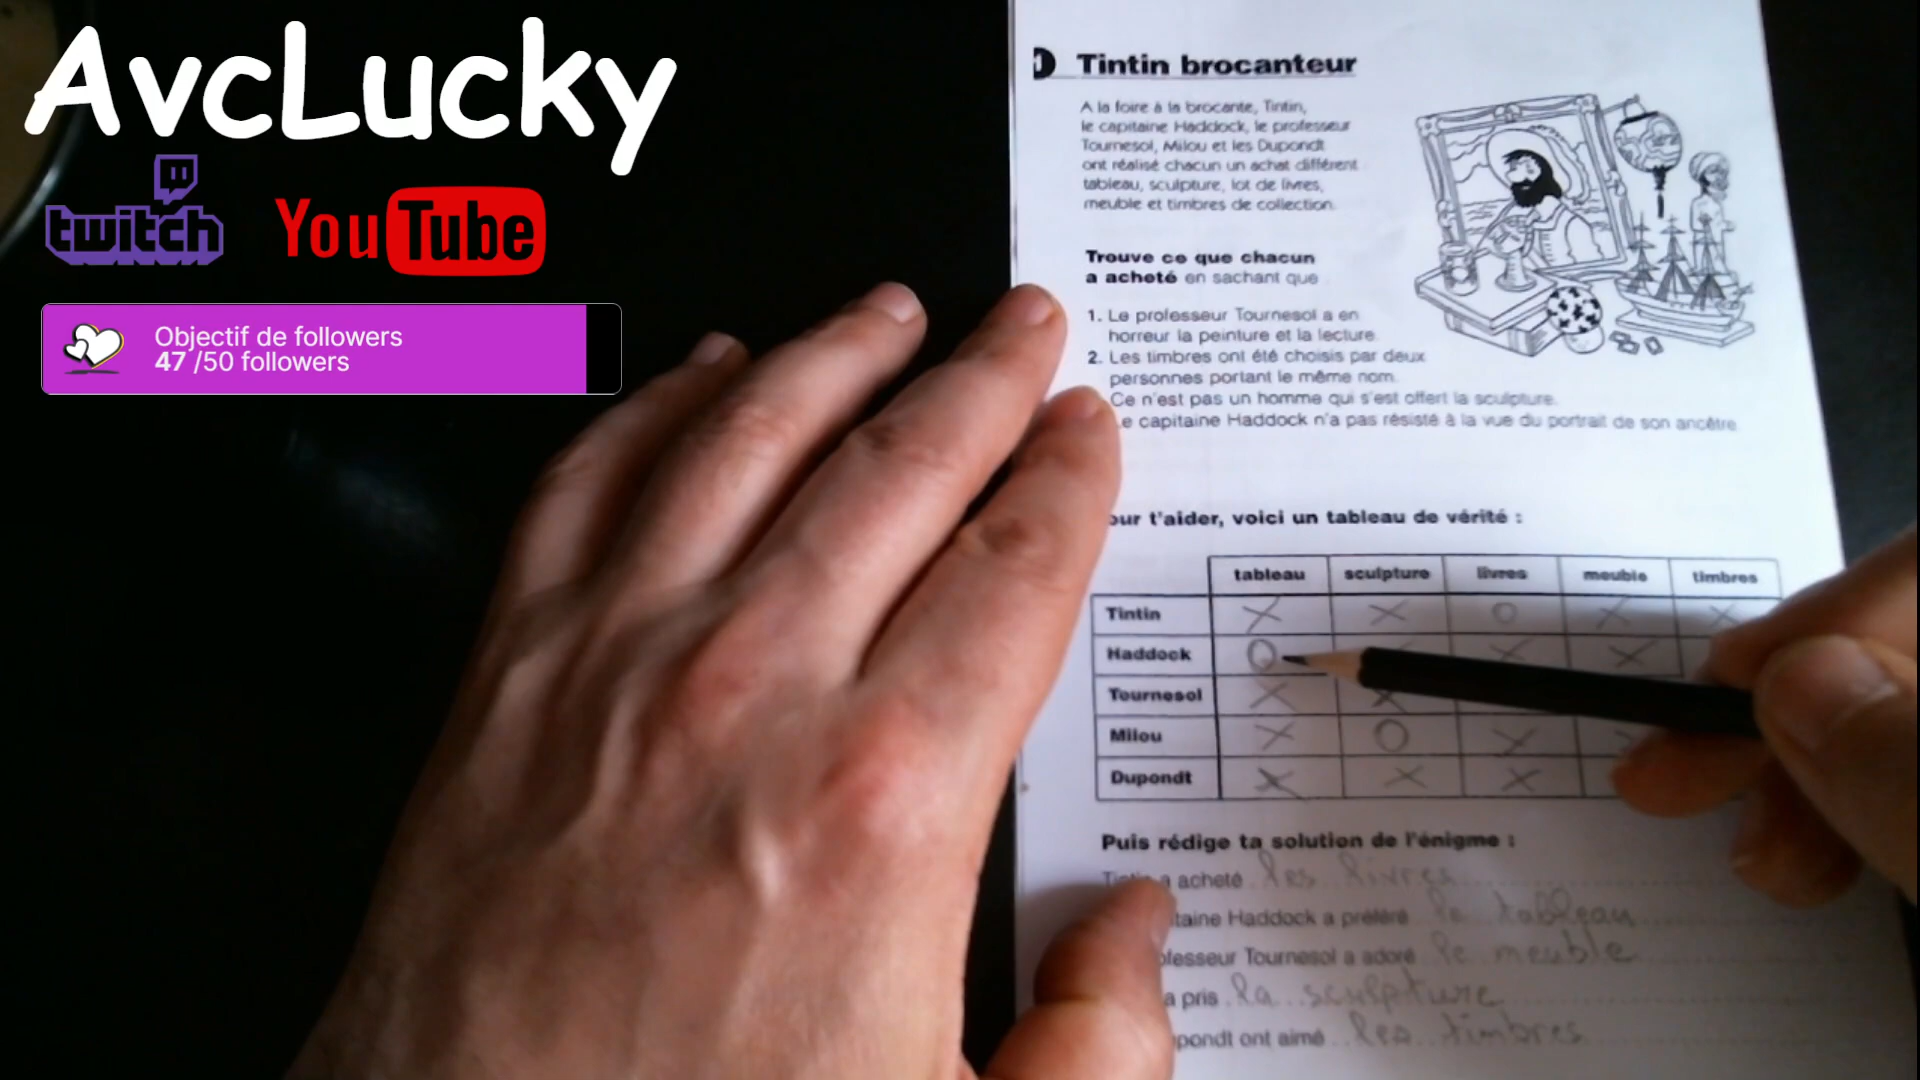 AvcLucky
twitch
YouTube
Objectif de followers
47 /50 followers
Tintin brocanteur
A la foire à la brocante, Tintin,
le capitaine Haddock, le professeur
Tournesol, Milou et les Dupondt
ont réalisé chacun un achat différent
tableau, sculpture, lot de livres,
meuble et timbres de collection.
Trouve ce que chacun
a acheté en sachant que
1. Le professeur Tournesol a en
horreur la peinture et la lecture.
2. Les timbres ont été choisis par deux
personnes portant le même nom.
Ce n'est pas un homme qui s'est offert la sculpture.
e capitaine Haddock n'a pas résisté à la vue du portrait de son ancêtre
our t'aider, voici un tableau de vérité :
tableau sculpture livres meuble timbres
Tintin X X O X X
Haddock O X X
Tournesol X X
Milou X O X
Dupondt X X X
Puis rédige ta solution de l'énigme :
Tintin a acheté les livres
taine Haddock a préféré le tableau
ofesseur Tournesol a adoré le meuble
a pris la sculpture
pondt ont aimé les timbres